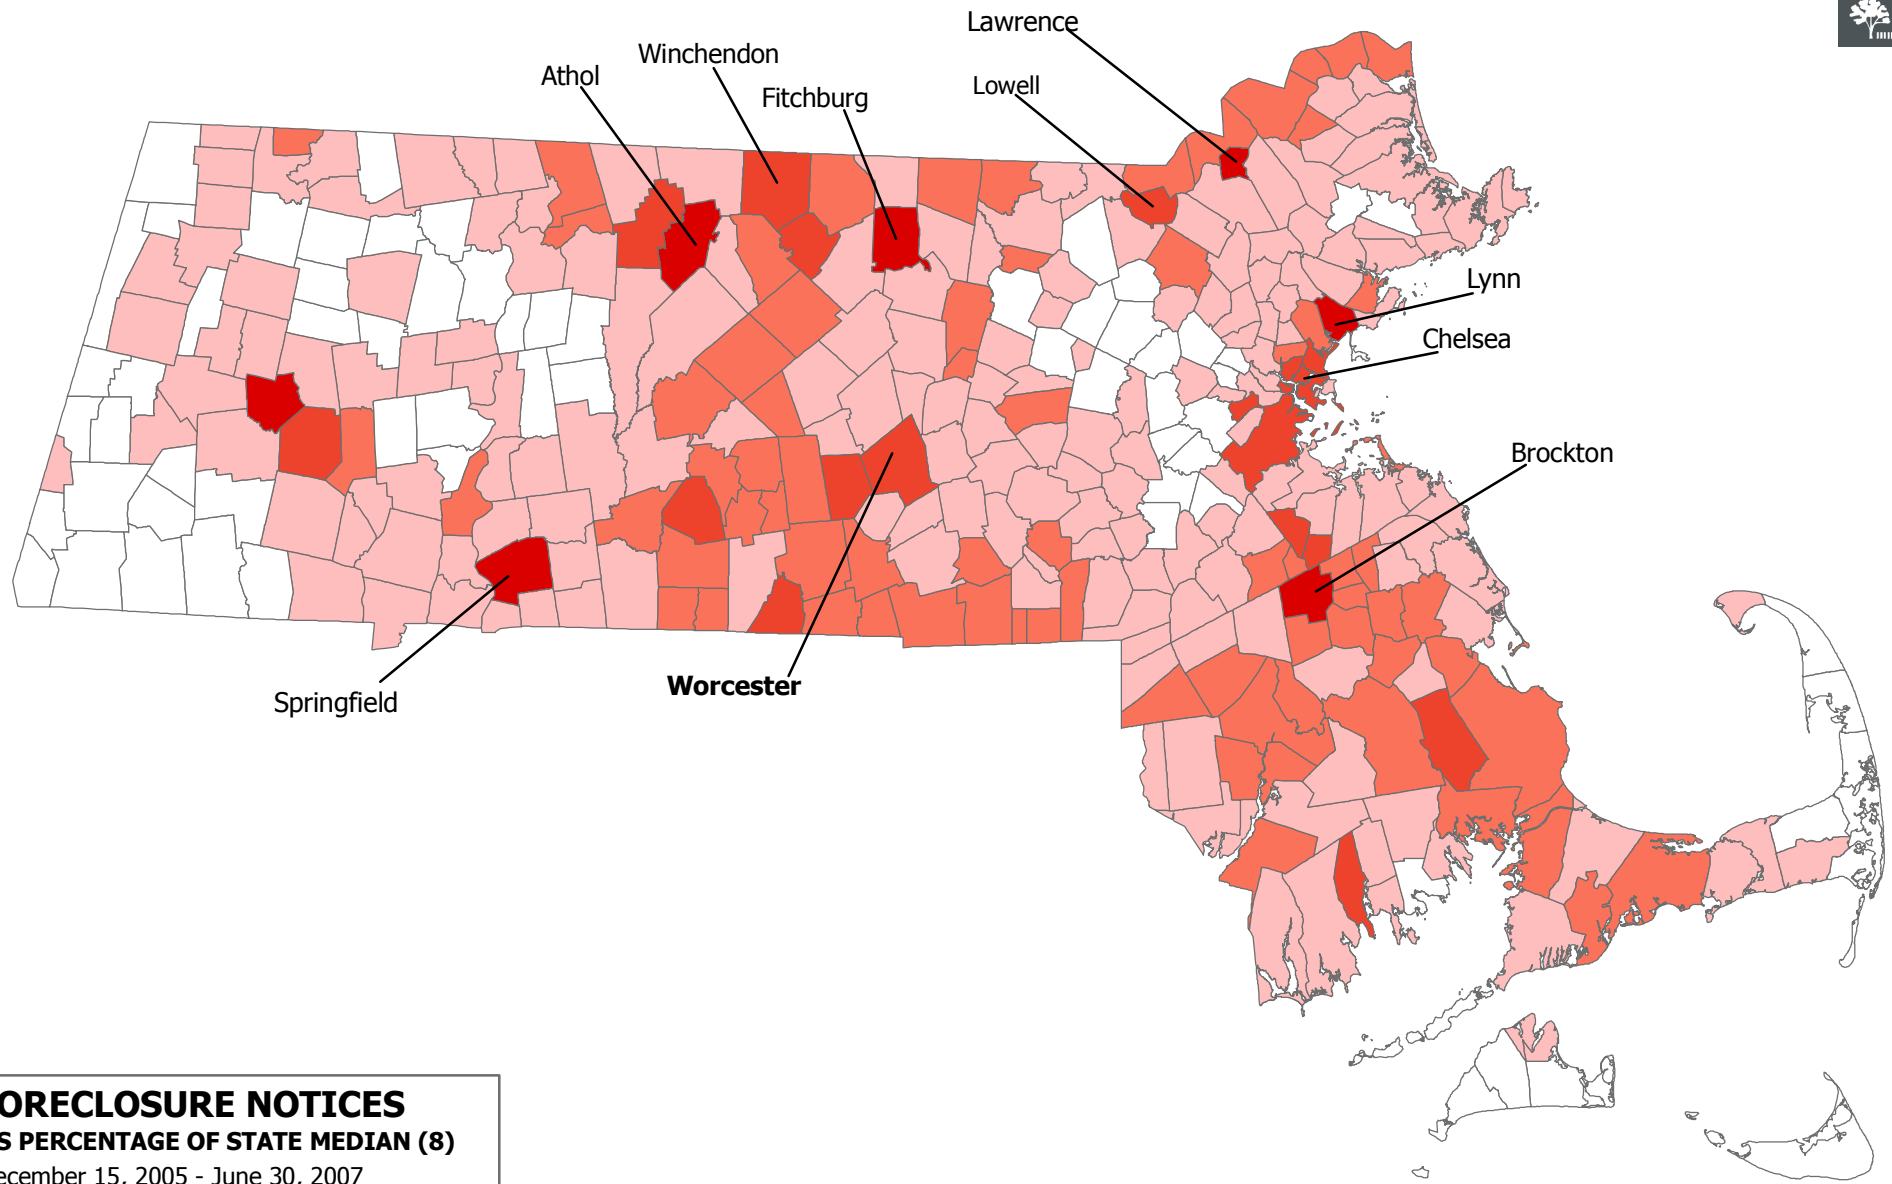 Lawrence
Winchendon
Athol
Lowell
Fitchburg
Lynn
Chelsea
Brockton
Worcester
Springfield
ORECLOSURE NOTICES
S PERCENTAGE OF STATE MEDIAN (8)
ecember 15, 2005 - June 30, 2007